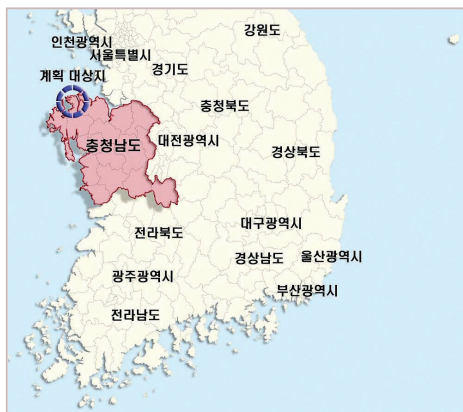 강원도
인천광역시
서울특별시
계획 대상지
경기도
충청북도
충청남도
대전광역시
경상북도
전라북도
대구광역시
경상남도
울산광역시
광주광역시
부산광역시
전라남도